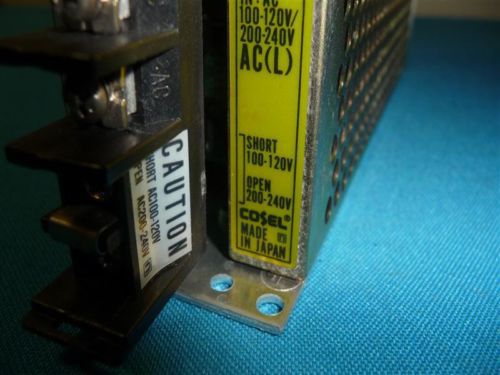 IN:AC
100-120V/
200-240V
AC(L)
SHORT
100-120V
OPEN
200-240V
COSEL®
MADE
IN JAPAN
AC
CAUTION
SHORT AC100-120V
OPEN AC200-240V